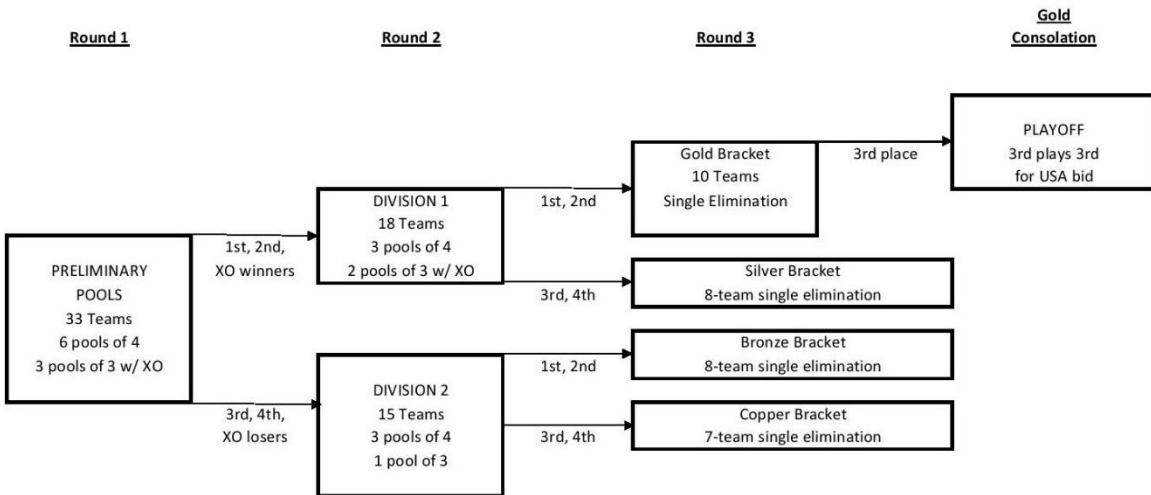 Round 1
Round 2
Round 3
Gold
Consolation
PRELIMINARY
POOLS
33 Teams
6 pools of 4
3 pools of 3 w/ XO
1st, 2nd,
XO winners
3rd, 4th,
XO losers
DIVISION 1
18 Teams
3 pools of 4
2 pools of 3 w/ XO
1st, 2nd
3rd, 4th
DIVISION 2
15 Teams
3 pools of 4
1 pool of 3
1st, 2nd
3rd, 4th
Gold Bracket
10 Teams
Single Elimination
3rd place
Silver Bracket
8-team single elimination
Bronze Bracket
8-team single elimination
Copper Bracket
7-team single elimination
PLAYOFF
3rd plays 3rd
for USA bid